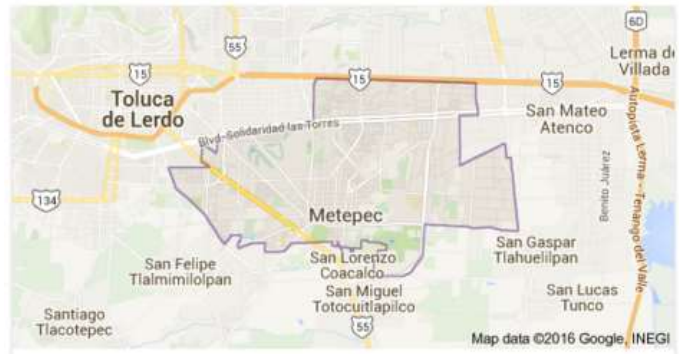 6D
55
Lerma de
Villada
15
15
15
Toluca
de Lerdo
San Mateo
Atenco
Blvd-Solidaridad las Torres
Autopista Lerma - Tenango del Valle
Benito Juárez
134
Metepec
San Gaspar
Tlahuelilpan
San Lorenzo
Coacalco
San Felipe
Tlalmimilolpan
San Miguel
Totocuitlapilco
San Lucas
Tunco
Santiago
Tlacotepec
55
Map data ©2016 Google, INEGI